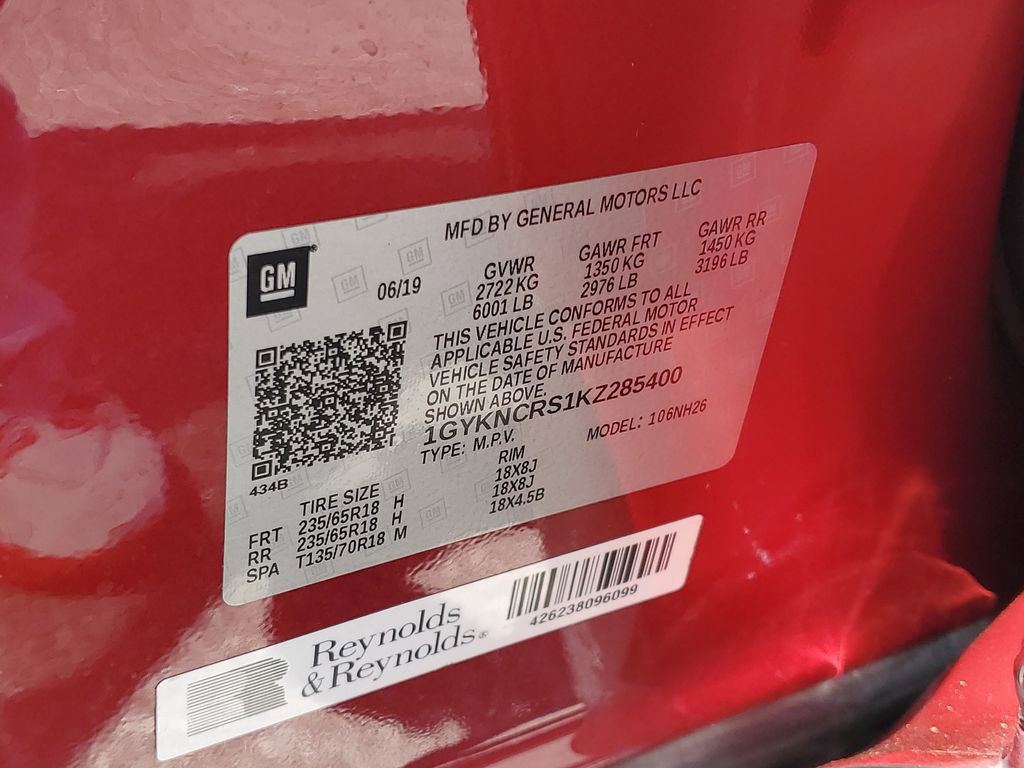 MFD BY GENERAL MOTORS LLC
GM
06/19
GVWR
2722 KG
6001 LB
GAWR FRT
1350 KG
2976 LB
GAWR RR
1450 KG
3196 LB
THIS VEHICLE CONFORMS TO ALL
APPLICABLE U.S. FEDERAL MOTOR
VEHICLE SAFETY STANDARDS IN EFFECT
ON THE DATE OF MANUFACTURE
SHOWN ABOVE.
1GYKNCRS1KZ285400
TYPE: M.P.V.
MODEL: 106NH26
434B
TIRE SIZE
RIM
FRT 235/65R18 H 18X8J
RR 235/65R18 H 18X8J
SPA T135/70R18 M 18X4.5B
Reynolds
&Reynolds®
426238096099